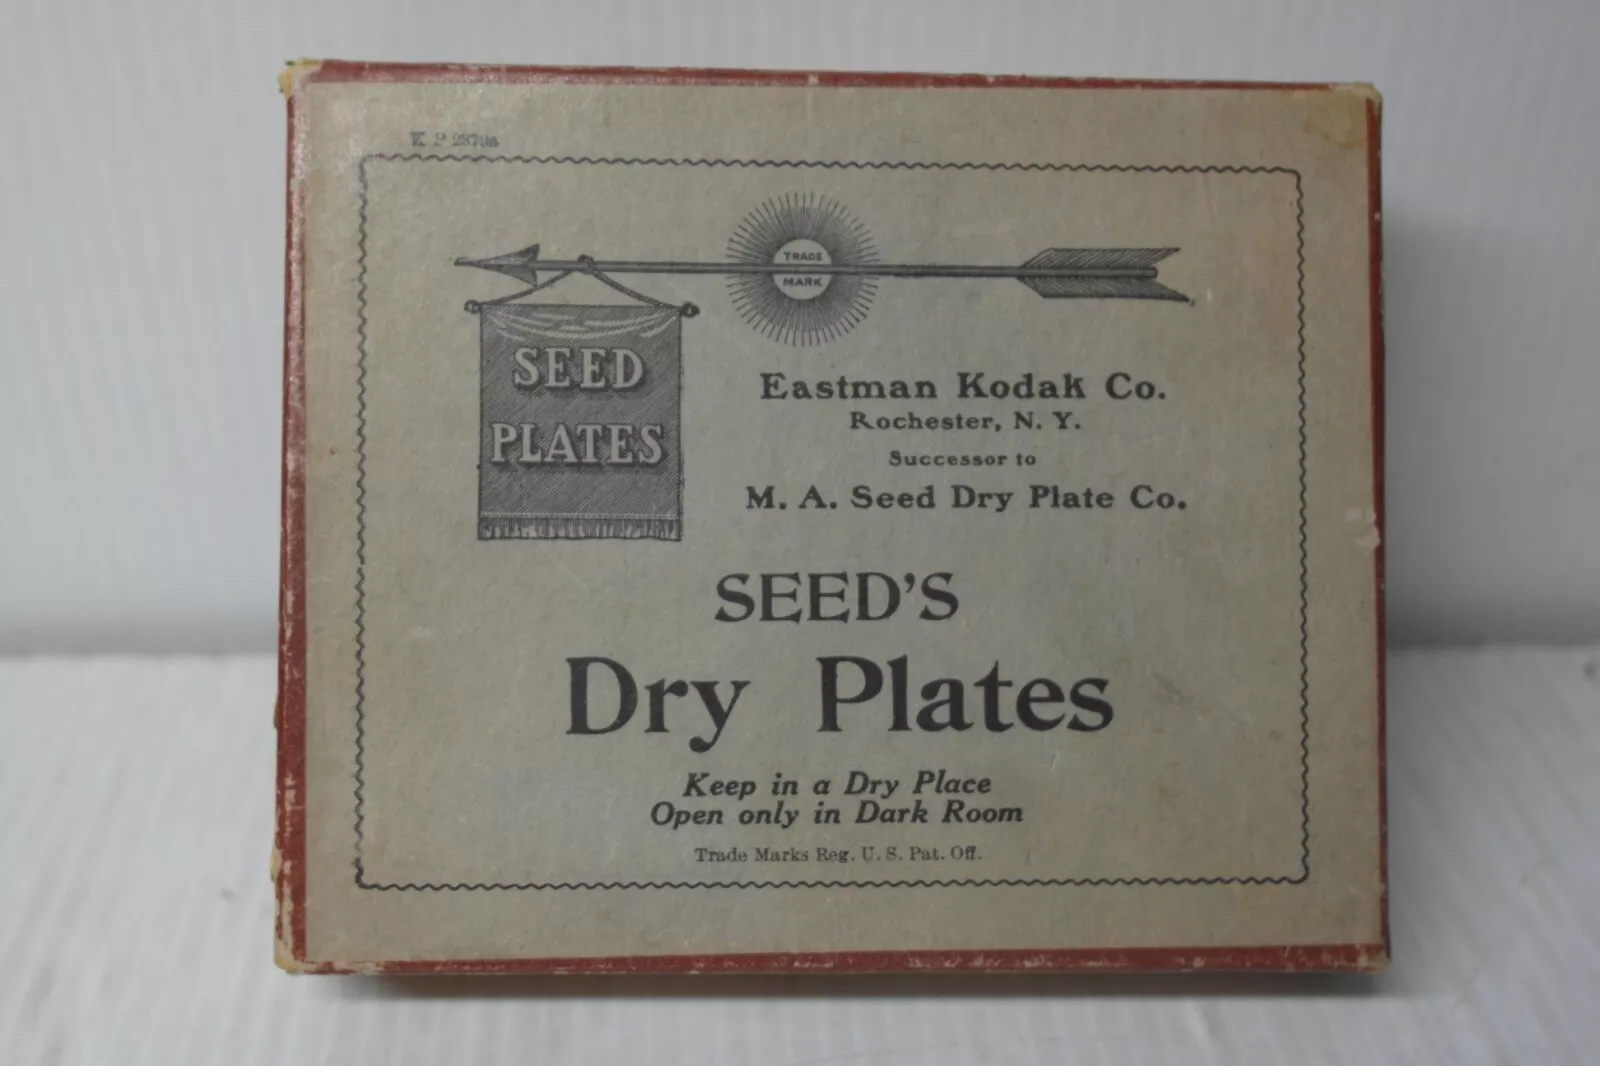 TRADE
MARK
SEED
PLATES
Eastman Kodak Co.
Rochester, N. Y.
Successor to
M. A. Seed Dry Plate Co.
SEED'S
Dry Plates
Keep in a Dry Place
Open only in Dark Room
Trade Marks Reg. U. S. Pat. Off.